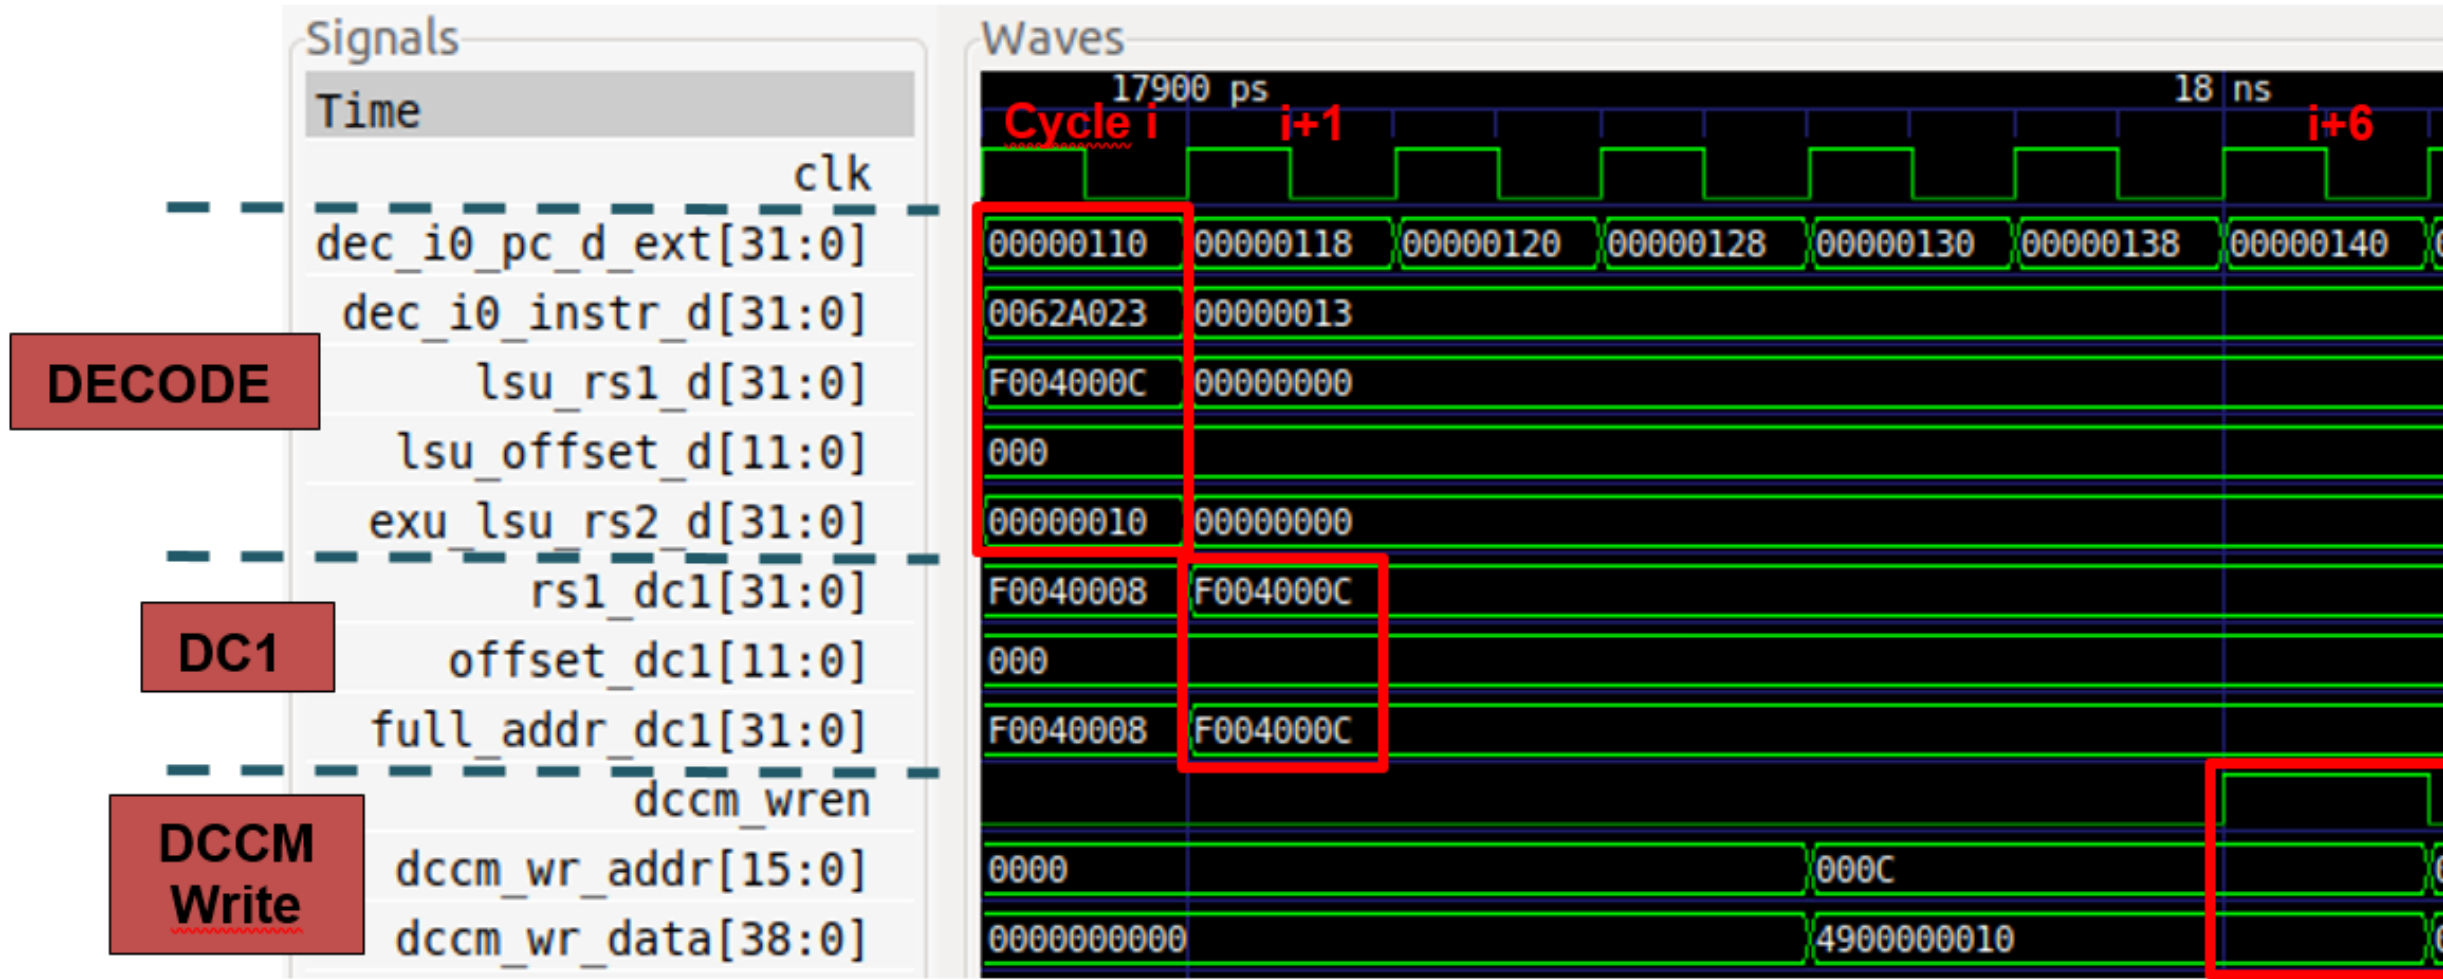 Signals
Waves
Time
17900 ps
18 ns
Cycle i
i+1
i+6
clk
dec_i0_pc_d_ext[31:0]
00000110 00000118 00000120 00000128 00000130 00000138 00000140
dec_i0_instr_d[31:0]
0062A023 00000013
DECODE
lsu_rs1_d[31:0]
F004000C 00000000
lsu_offset_d[11:0]
000
exu_lsu_rs2_d[31:0]
00000010 00000000
rs1_dc1[31:0]
F0040008 F004000C
DC1
offset_dc1[11:0]
000
full_addr_dc1[31:0]
F0040008 F004000C
DCCM
Write
dccm_wren
dccm_wr_addr[15:0]
0000 000C
dccm_wr_data[38:0]
0000000000 4900000010